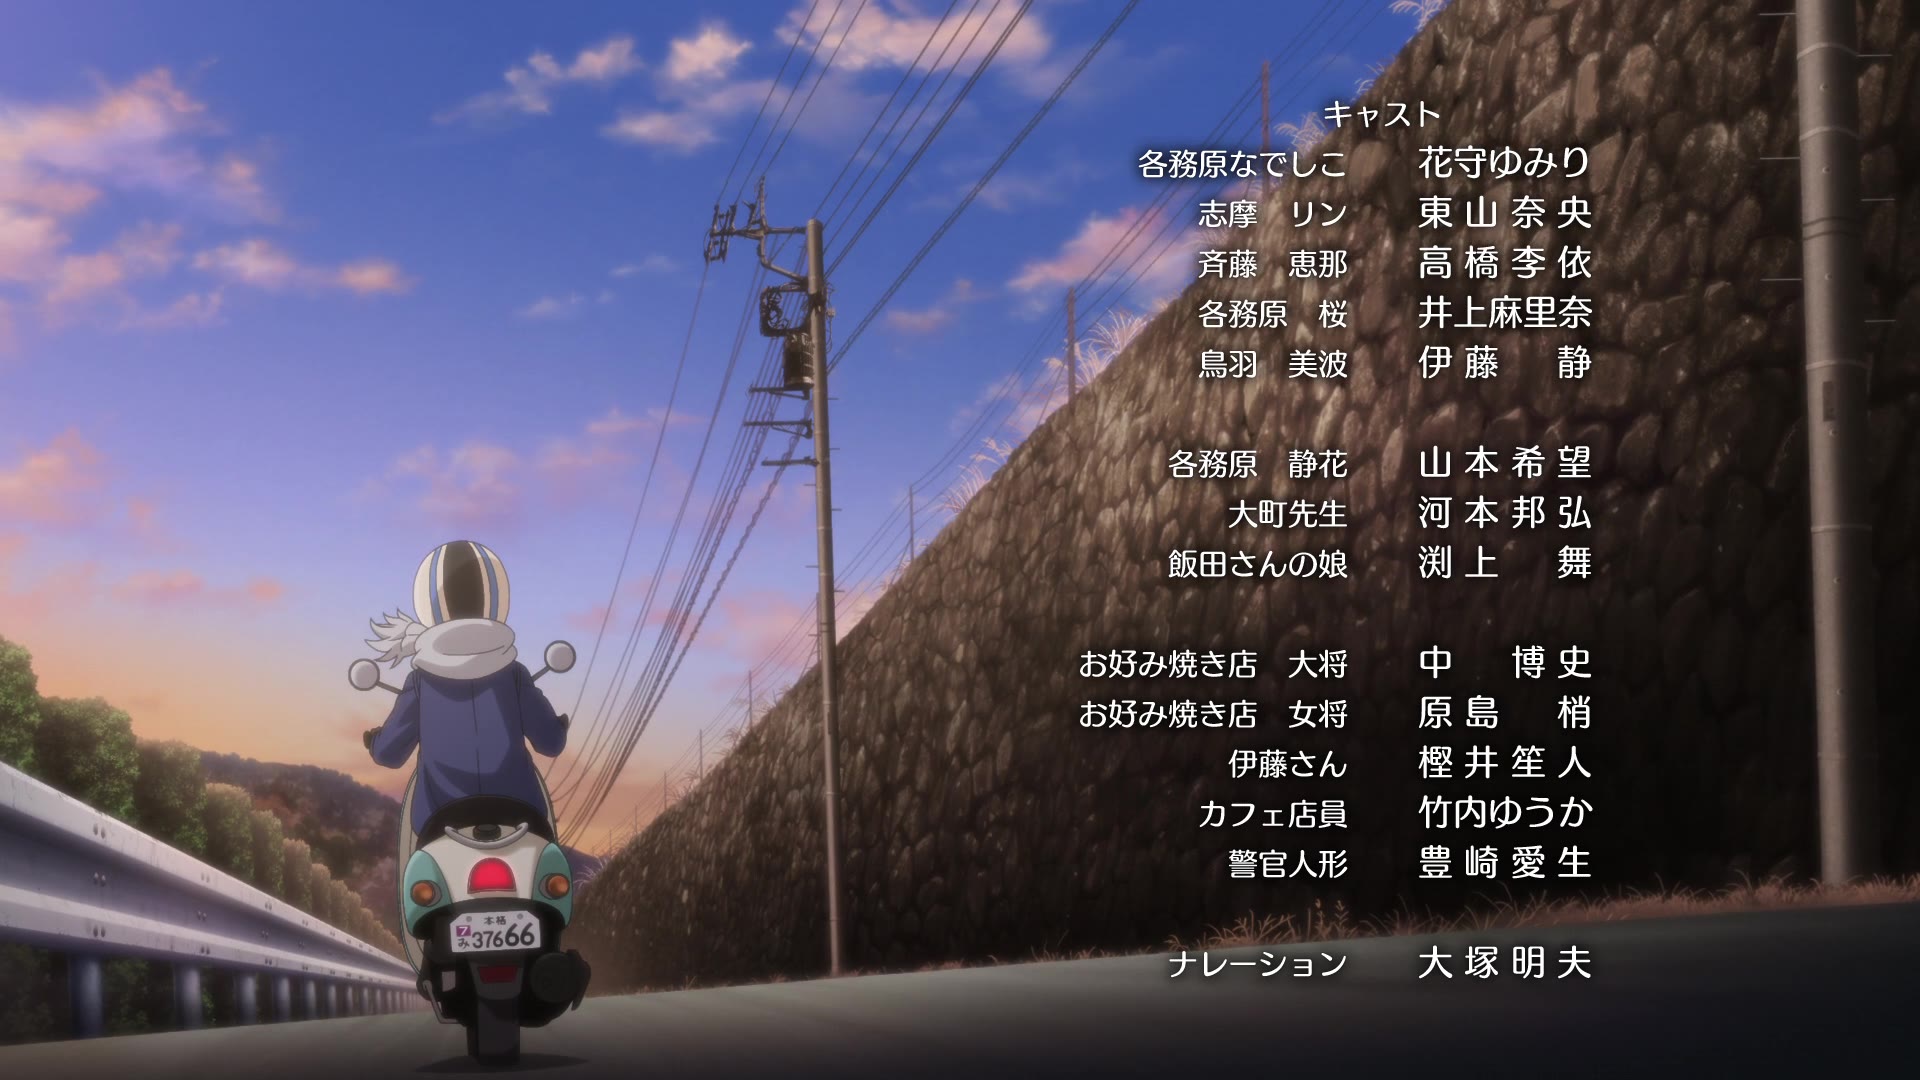 キャスト
各務原なでしこ 花守ゆみり
志摩 リン 東山奈央
斉藤 恵那 高橋李依
各務原 桜 井上麻里奈
鳥羽 美波 伊藤 静
各務原 静花 山本希望
大町先生 河本邦弘
飯田さんの娘 渕上 舞
お好み焼き店 大将 中 博史
お好み焼き店 女将 原島 梢
伊藤さん 樫井笙人
カフェ店員 竹内ゆうか
警官人形 豊崎愛生
ナレーション 大塚明夫
本格
7
み 37666